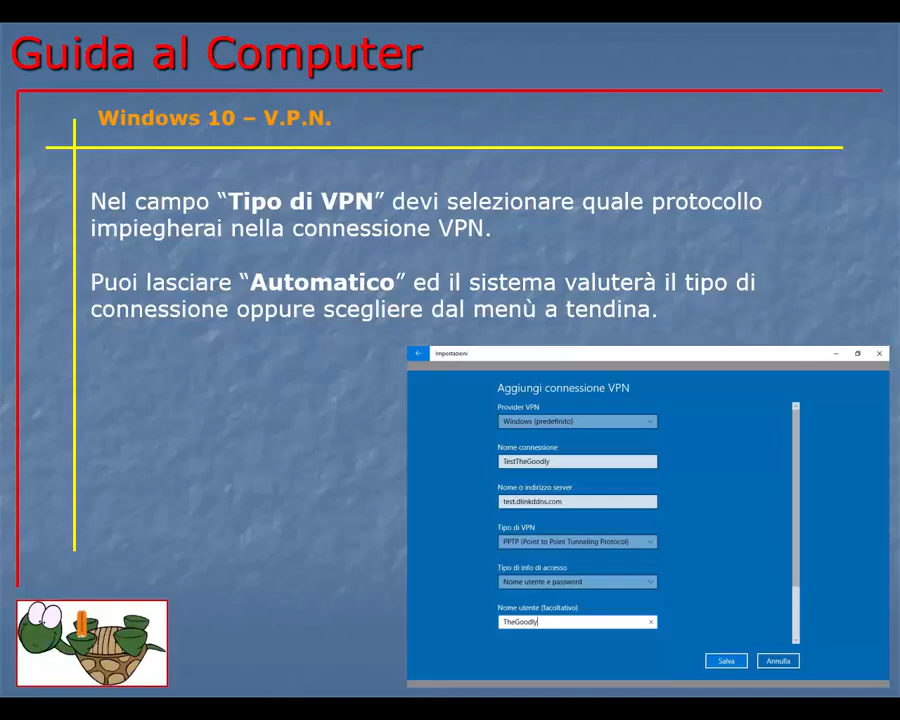 Guida al Computer
Windows 10 – V.P.N.
Nel campo “Tipo di VPN” devi selezionare quale protocollo
impiegherai nella connessione VPN.
Puoi lasciare “Automatico” ed il sistema valuterà il tipo di
connessione oppure scegliere dal menù a tendina.
Impostazioni
Aggiungi connessione VPN
Provider VPN
Windows (predefinito)
Nome connessione
TestTheGoodly
Nome o indirizzo server
test.dlinkddns.com
Tipo di VPN
PPTP (Point to Point Tunneling Protocol)
Tipo di info di accesso
Nome utente e password
Nome utente (facoltativo)
TheGoodly
Salva Annulla